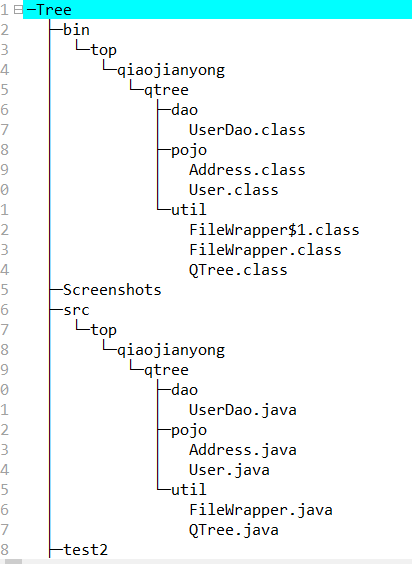 1 Tree
2 bin
3 top
4 qiaojianyong
5 qtree
6 dao
7 UserDao.class
8 pojo
9 Address.class
0 User.class
1 util
2 FileWrapper$1.class
3 FileWrapper.class
4 QTree.class
5 Screenshots
6 src
7 top
8 qiaojianyong
9 qtree
0 dao
1 UserDao.java
2 pojo
3 Address.java
4 User.java
5 util
6 FileWrapper.java
7 QTree.java
8 test2